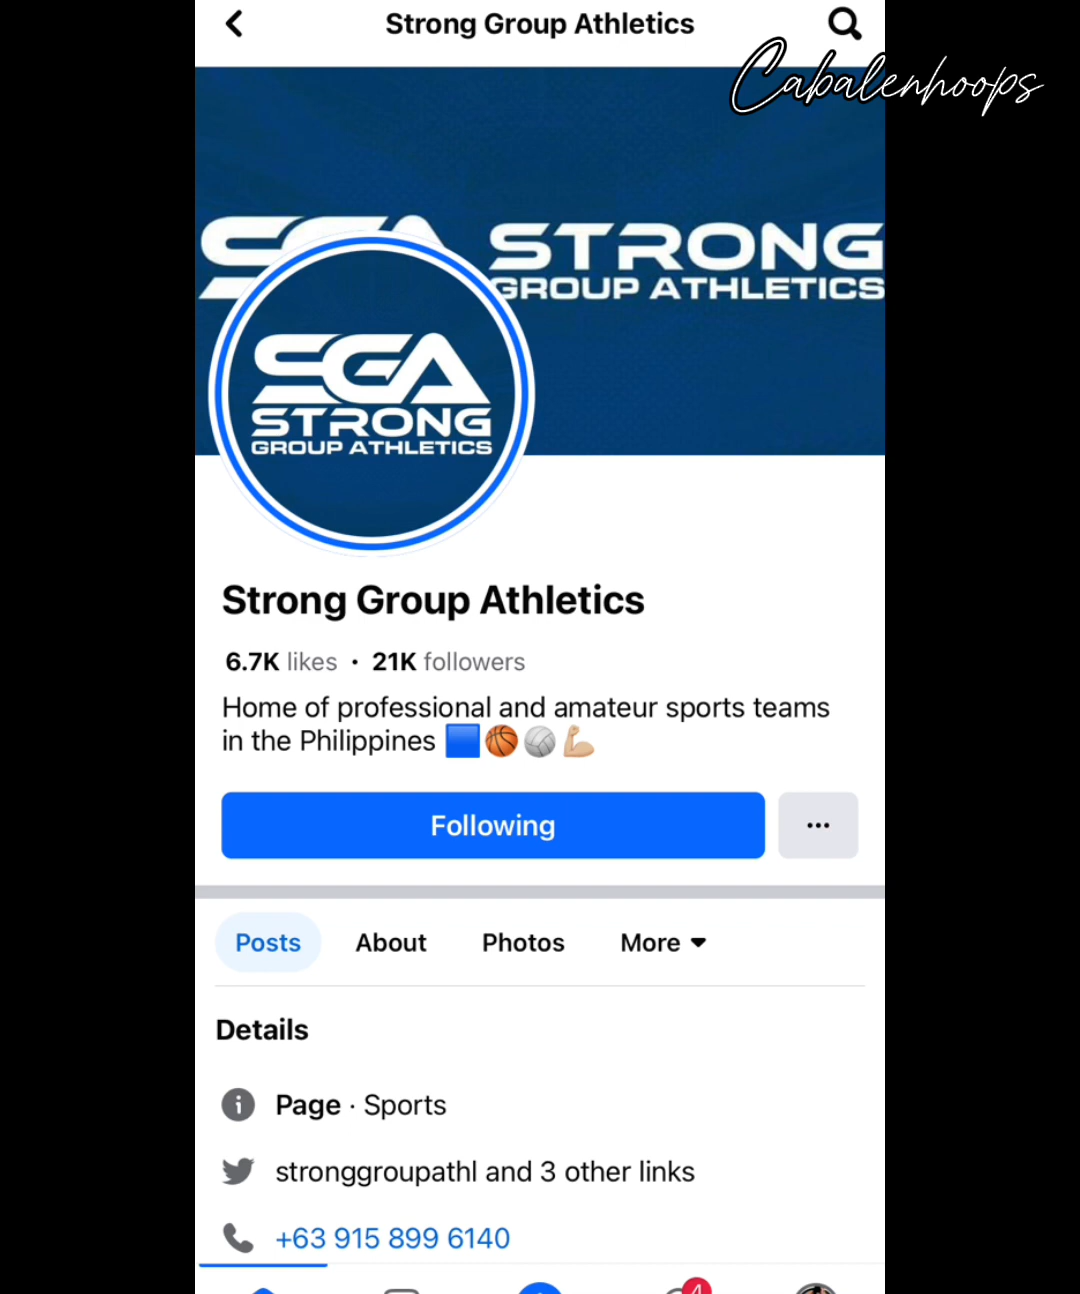 Strong Group Athletics
Cabalenhoops
STRONG
GROUP ATHLETICS
SGA
STRONG
GROUP ATHLETICS
Strong Group Athletics
6.7K likes · 21K followers
Home of professional and amateur sports teams
in the Philippines 🟦🏀🏐💪🏼
Following
Posts About Photos More
Details
Page · Sports
stronggroupathl and 3 other links
+63 915 899 6140
4